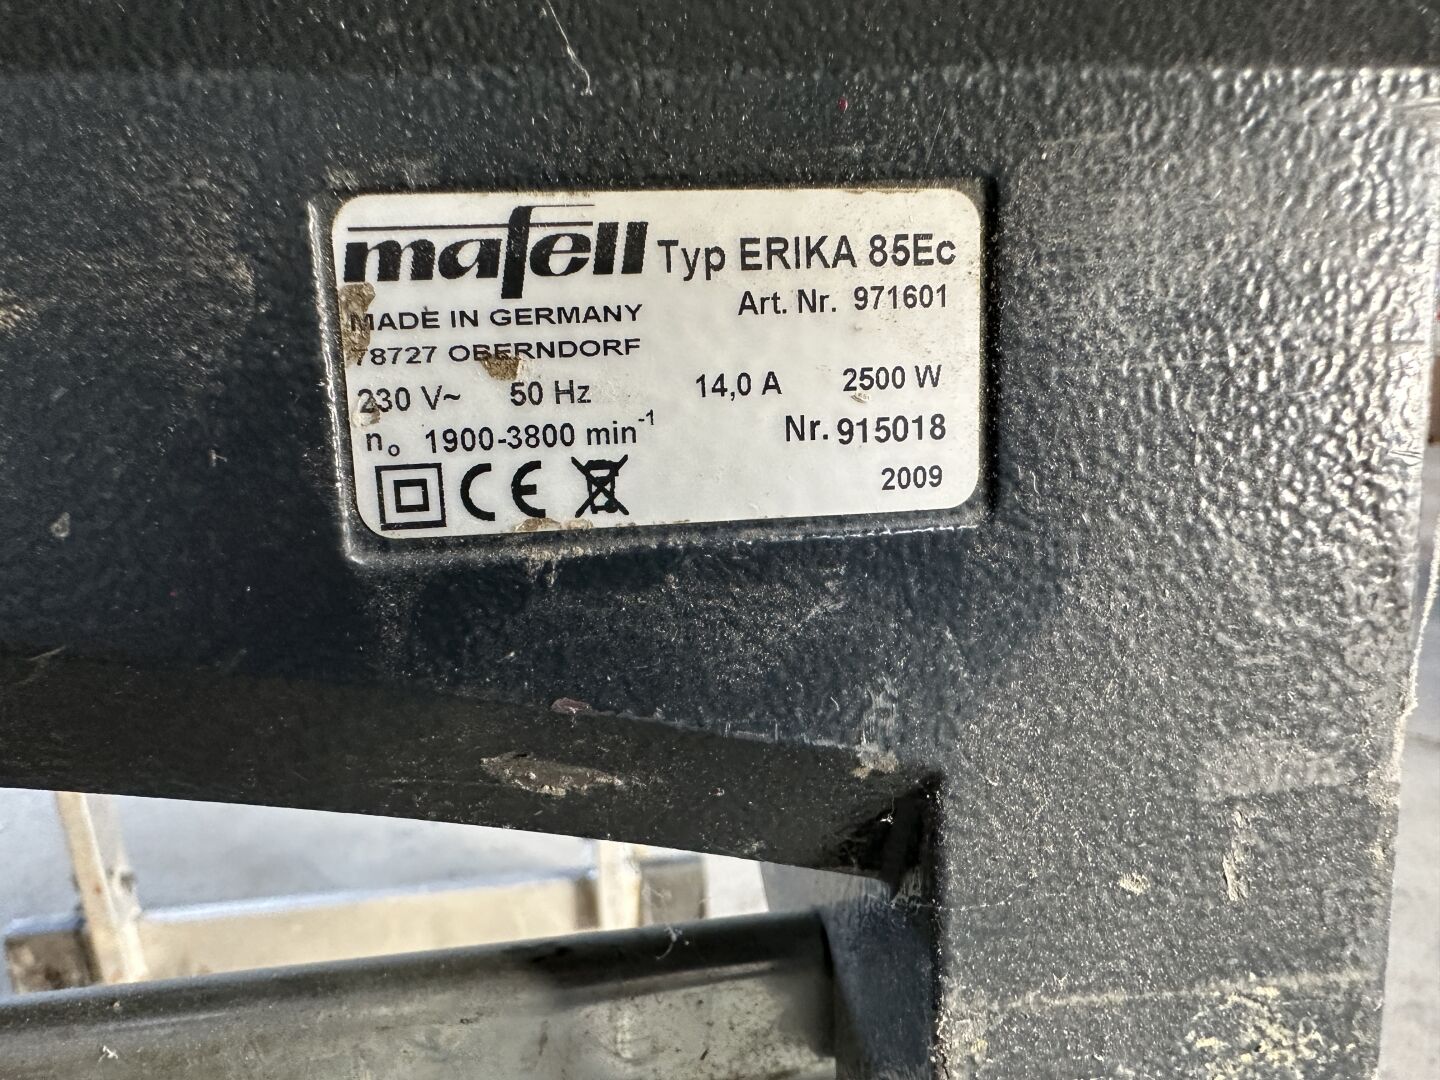 mafell Typ ERIKA 85Ec
Art. Nr. 971601
MADE IN GERMANY
78727 OBERNDORF
230 V~ 50 Hz 14,0 A 2500 W
n₀ 1900-3800 min⁻¹ Nr. 915018
CE 2009